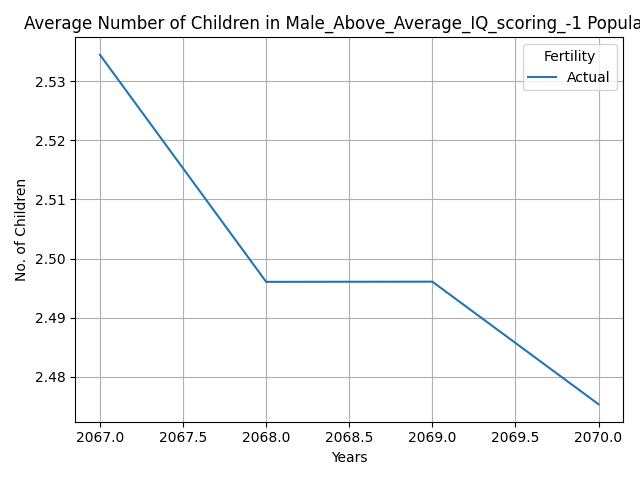 Average Number of Children in Male_Above_Average_IQ_scoring_-1 Popula
Fertility
Actual
No. of Children
2.53
2.52
2.51
2.50
2.49
2.48
2067.0 2067.5 2068.0 2068.5 2069.0 2069.5 2070.0
Years